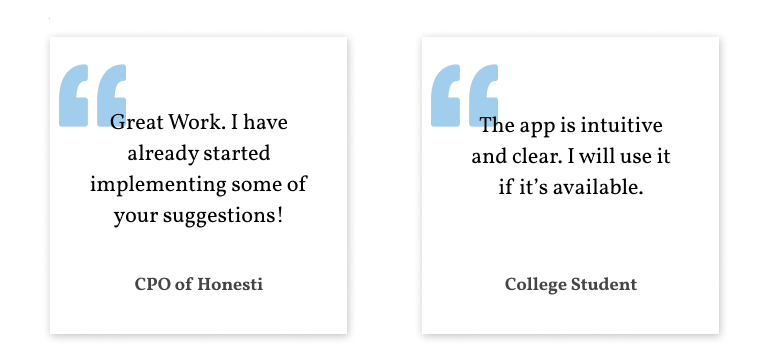 Great Work. I have
already started
implementing some of
your suggestions!
CPO of Honesti
The app is intuitive
and clear. I will use it
if it’s available.
College Student